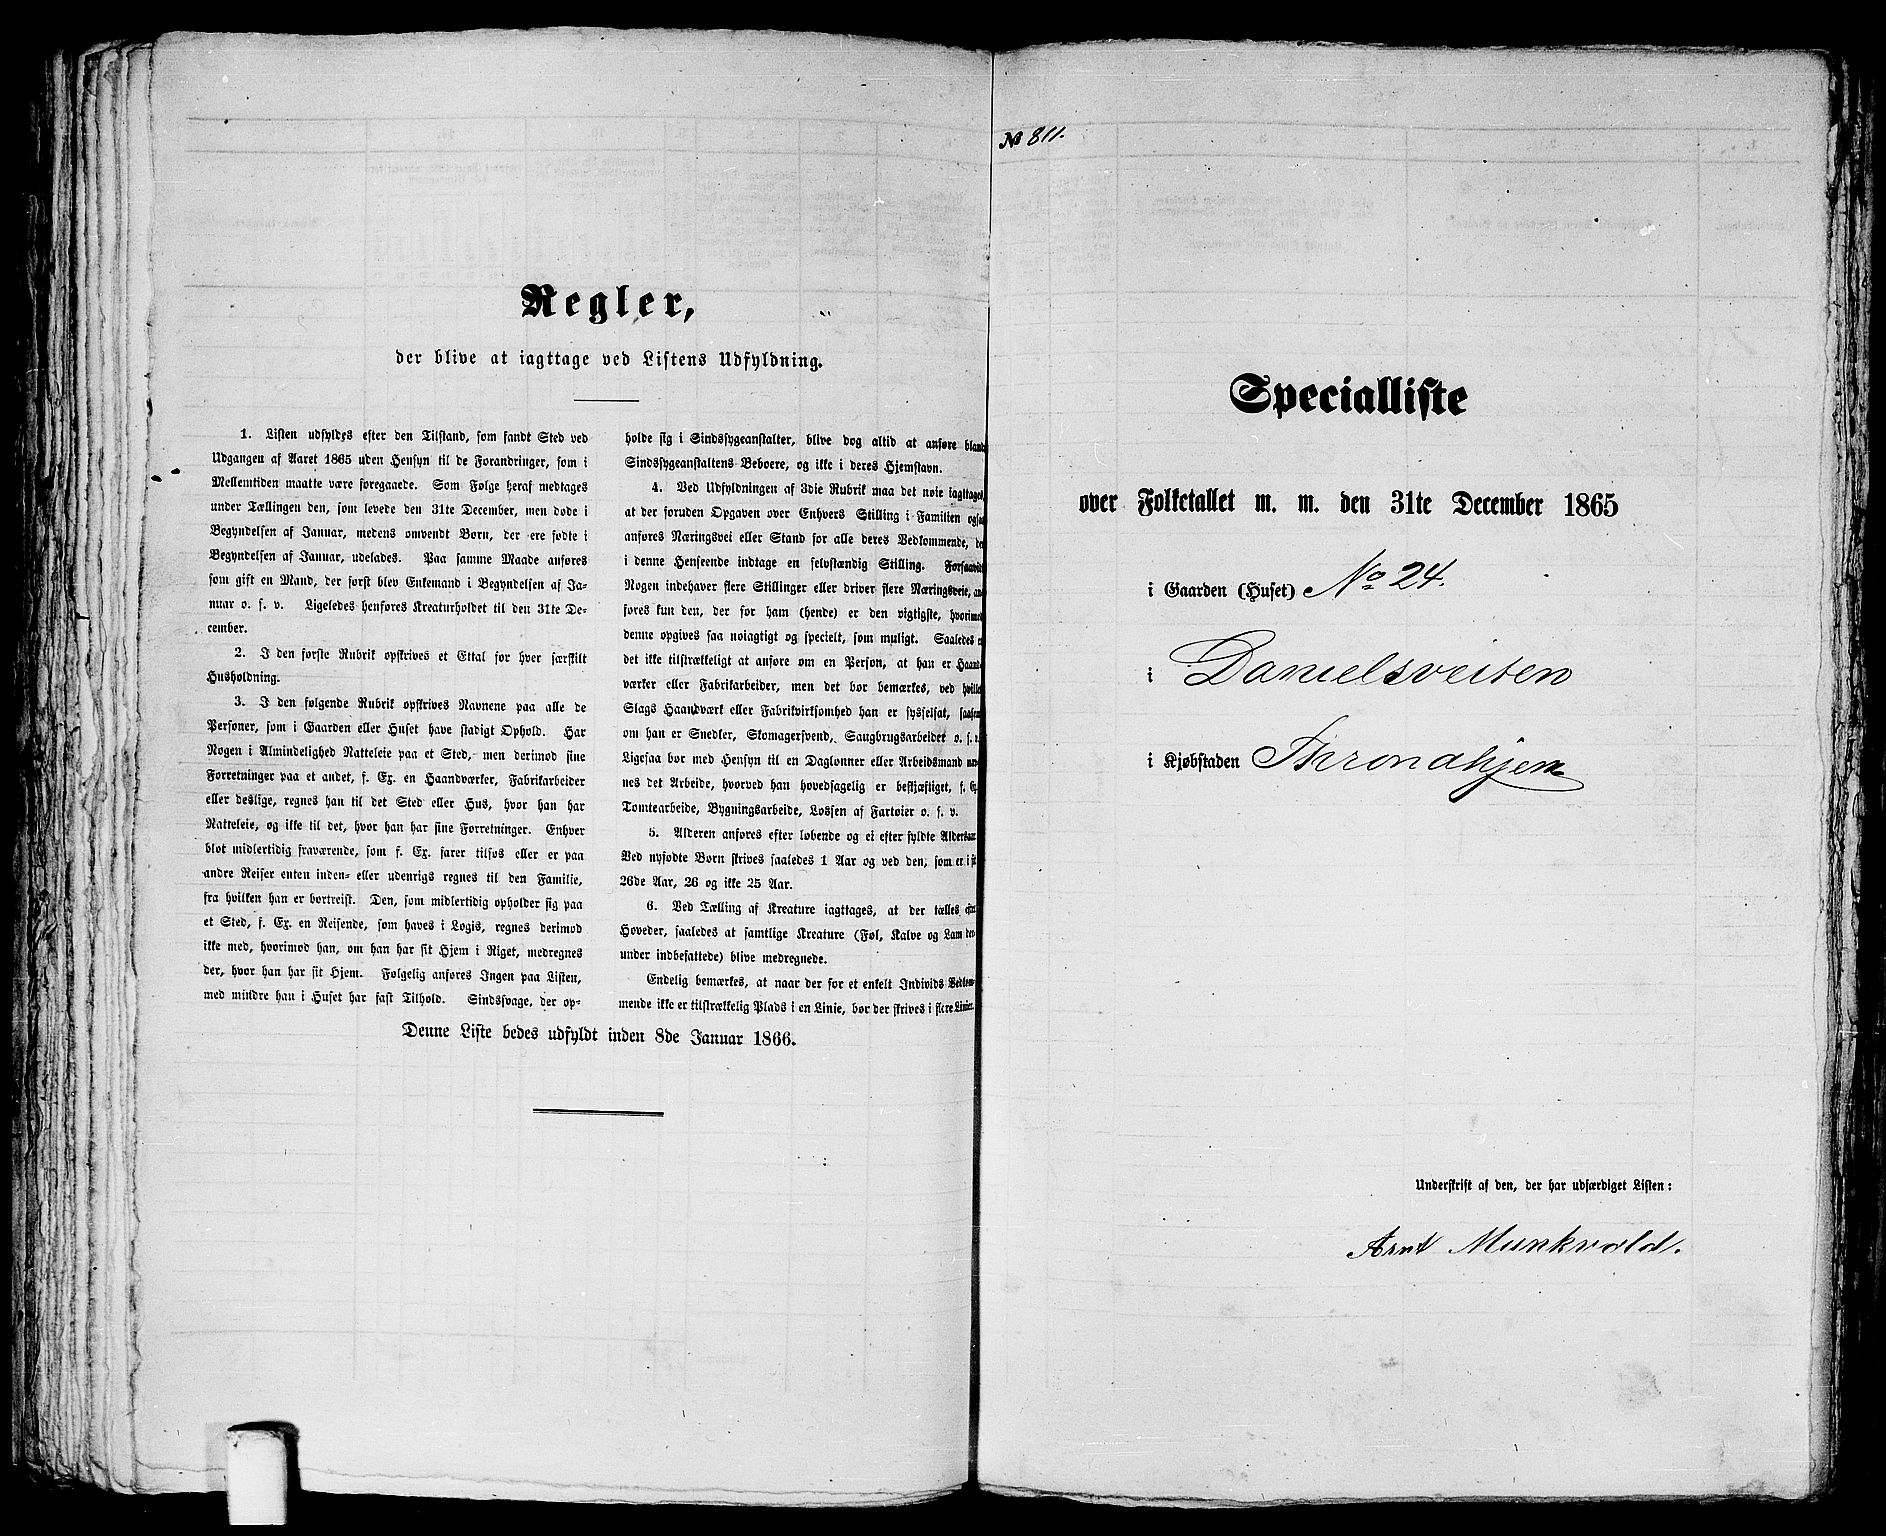 Regler,
der blive at iagttage ved Listens Udfyldning.
1. Listen udfyldes efter den Tilstand, som fandt Sted ved
Udgangen af Aaret 1865 uden Hensyn til de Forandringer, som i
Mellemtiden maatte være foregaaede. Som Følge heraf medtages
under Tællingen den, som levede den 31te December, men døde i
Begyndelsen af Januar, medens omvendt Børn, der ere fødte i
Begyndelsen af Januar, udelades. Paa samme Maade anføres
som gift en Mand, der først blev Enkemand i Begyndelsen af Ja-
nuar o. s. v. Ligeledes henføres Kreaturholdet til den 31te De-
cember.
2. I den første Rubrik opskrives et Ettal for hver særskilt
Husholdning.
3. I den følgende Rubrik opskrives Navnene paa alle de
Personer, som i Gaarden eller Huset have stadigt Ophold. Har
Nogen i Almindelighed Natteleie paa et Sted, men derimod sine
Forretninger paa et andet, f. Ex. en Haandværker, Fabrikarbeider
eller deslige, regnes han til det Sted eller Hus, hvor han har
Natteleie, og ikke til det, hvor han har sine Forretninger. Enhver
blot midlertidig fraværende, som f. Ex. farer tilsøs eller er paa
andre Reiser enten inden- eller udenrigs regnes til den Familie,
fra hvilken han er bortreist. Den, som midlertidig opholder sig paa
et Sted, f. Ex. en Reisende, som haves i Logis, regnes derimod
ikke med, hvorimod han, om han har sit Hjem i Riget, medregnes
der, hvor han har sit Hjem. Følgelig anføres Ingen paa Listen,
med mindre han i Huset har fast Tilhold. Sindssvage, der op-
holde sig i Sindssygeanstalter, blive dog altid at anføre blandt
Sindssygeanstaltens Beboere, og ikke i deres Hjemstavn.
4. Ved Udfyldningen af 3die Rubrik maa det nøie iagttages,
at der foruden Opgaven over Enhvers Stilling i Familien ogsaa
anføres Næringsvei eller Stand for alle deres Vedkommende, der
i denne Henseende indtage en selvstændig Stilling. Forsaavidt
Nogen indehaver flere Stillinger eller driver flere Næringsveie, an-
føres kun den, der for ham (hende) er den vigtigste, hvorimod
denne opgives saa nøiagtigt og specielt, som muligt. Saaledes er
det ikke tilstrækkeligt at anføre om en Person, at han er Haand-
værker eller Fabrikarbeider, men det bør bemærkes, ved hvilket
Slags Haandværk eller Fabrikvirksomhed han er sysselsat, saasom
om han er Snedker, Skomagersvend, Saugbrugsarbeider o. s. v.
Ligesaa bør med Hensyn til en Daglønner eller Arbeidsmand næv-
nes det Arbeide, hvorved han hovedsagelig er beskjæftiget, f. Ex.
Tomtearbeide, Bygningsarbeide, Lossen af Fartøier o. s. v.
5. Alderen anføres efter løbende og ei efter fyldte Aldersaar.
Ved nyfødte Børn skrives saaledes 1 Aar og ved den, som er i sit
26de Aar, 26 og ikke 25 Aar.
6. Ved Tælling af Kreature iagttages, at der tælles efter
Hoveder, saaledes at samtlige Kreature (Føl, Kalve og Lam der-
under indbefattede) blive medregnede.
Endelig bemærkes, at naar der for et enkelt Individs Vedkom-
mende ikke er tilstrækkelig Plads i en Linie, bør der skrives i flere Linier.
Denne Liste bedes udfyldt inden 8de Januar 1866.
№ 811.
Specialliste
over Folketallet m. m. den 31te December 1865
i Gaarden (Huset) No 24.
i Danielsveiten
i Kjøbstaden Throndhjem
Underskrift af den, der har udfærdiget Listen:
Arnt Munkvold.